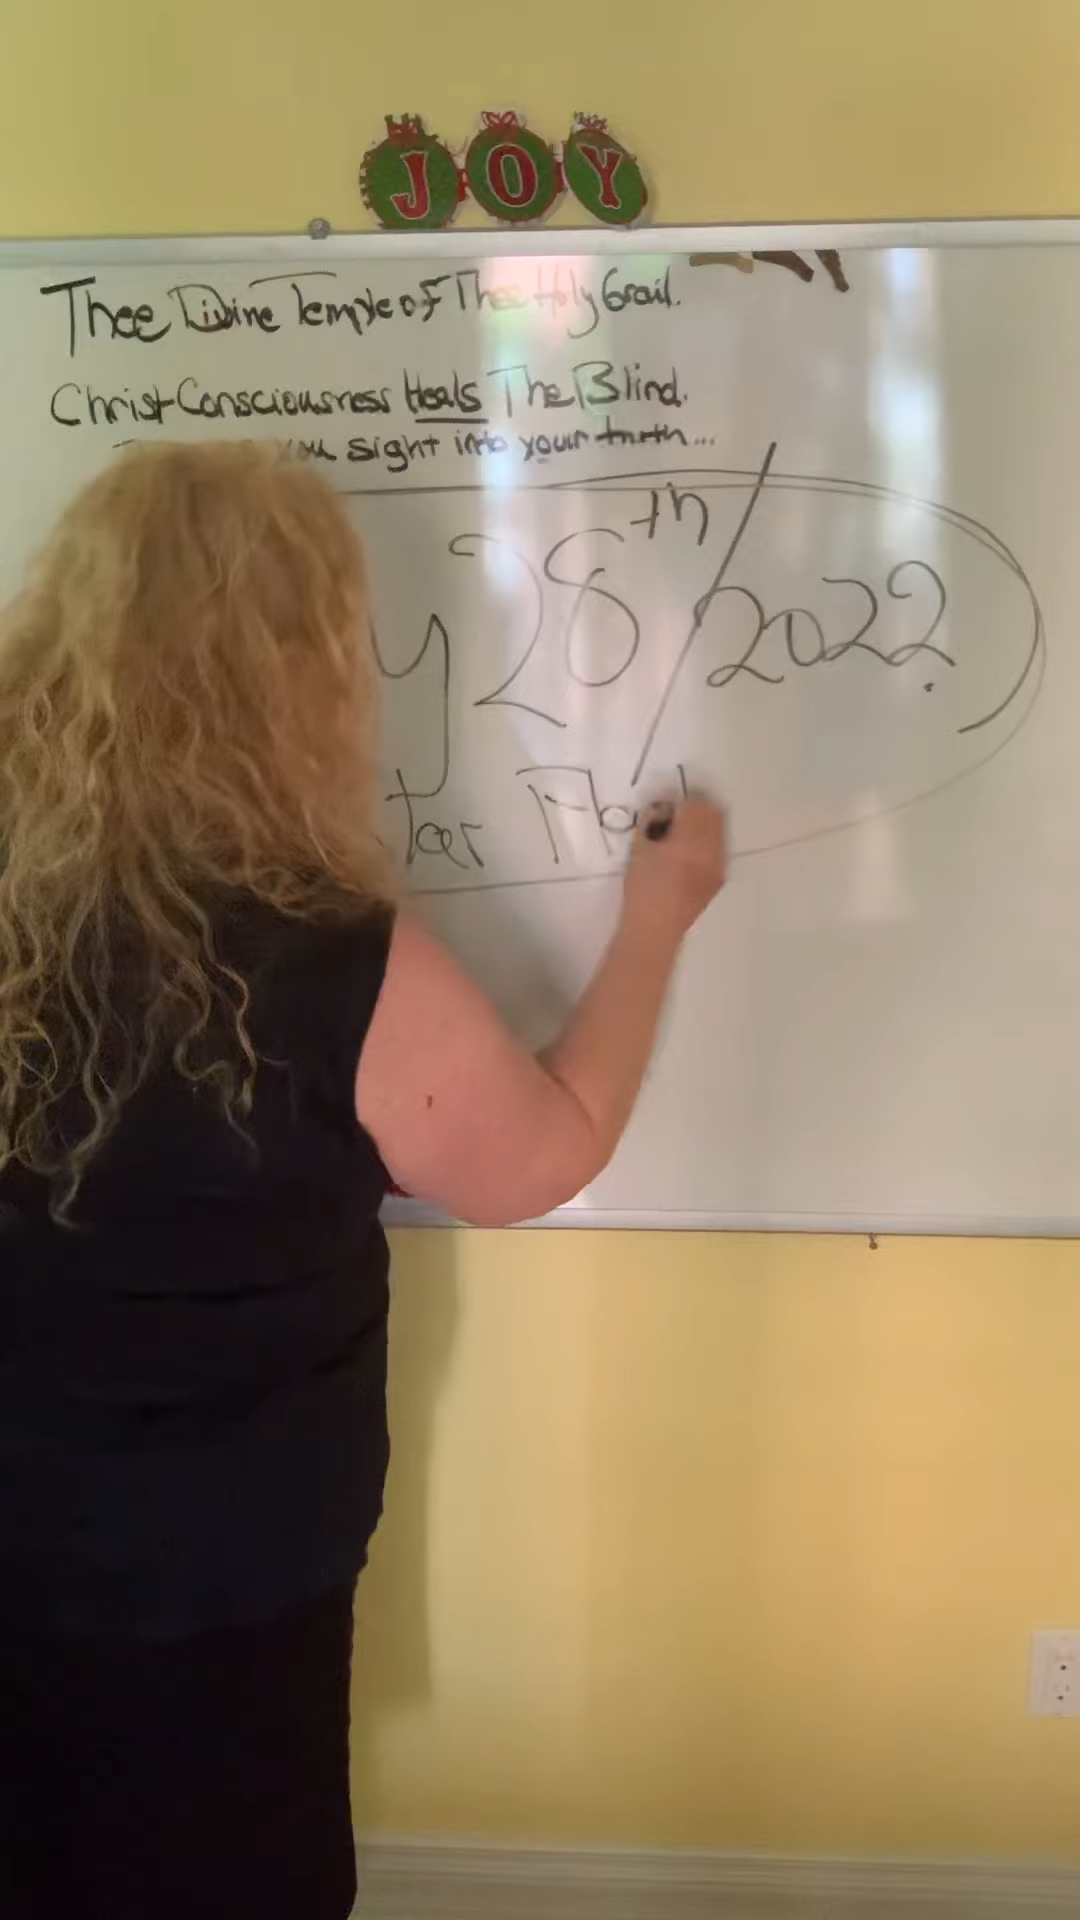 JOY
Thee Divine Temple of Thee Holy Grail.
Christ Consciousness Heals The Blind.
you sight into your truth...
y 28th/2022
ter